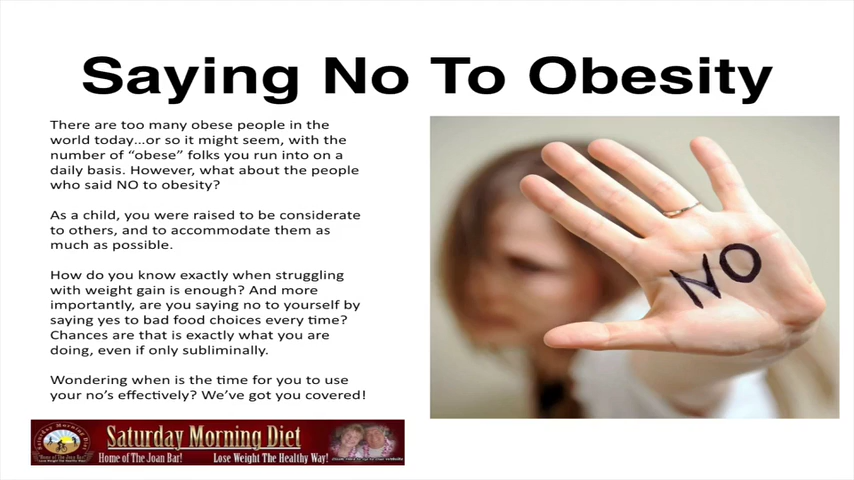 Saying No To Obesity
There are too many obese people in the
world today...or so it might seem, with the
number of “obese” folks you run into on a
daily basis. However, what about the people
who said NO to obesity?
As a child, you were raised to be considerate
to others, and to accommodate them as
much as possible.
How do you know exactly when struggling
with weight gain is enough? And more
importantly, are you saying no to yourself by
saying yes to bad food choices every time?
Chances are that is exactly what you are
doing, even if only subliminally.
Wondering when is the time for you to use
your no’s effectively? We’ve got you covered!
NO
Saturday Morning Diet
Home of The Joan Bar! Lose Weight The Healthy Way!